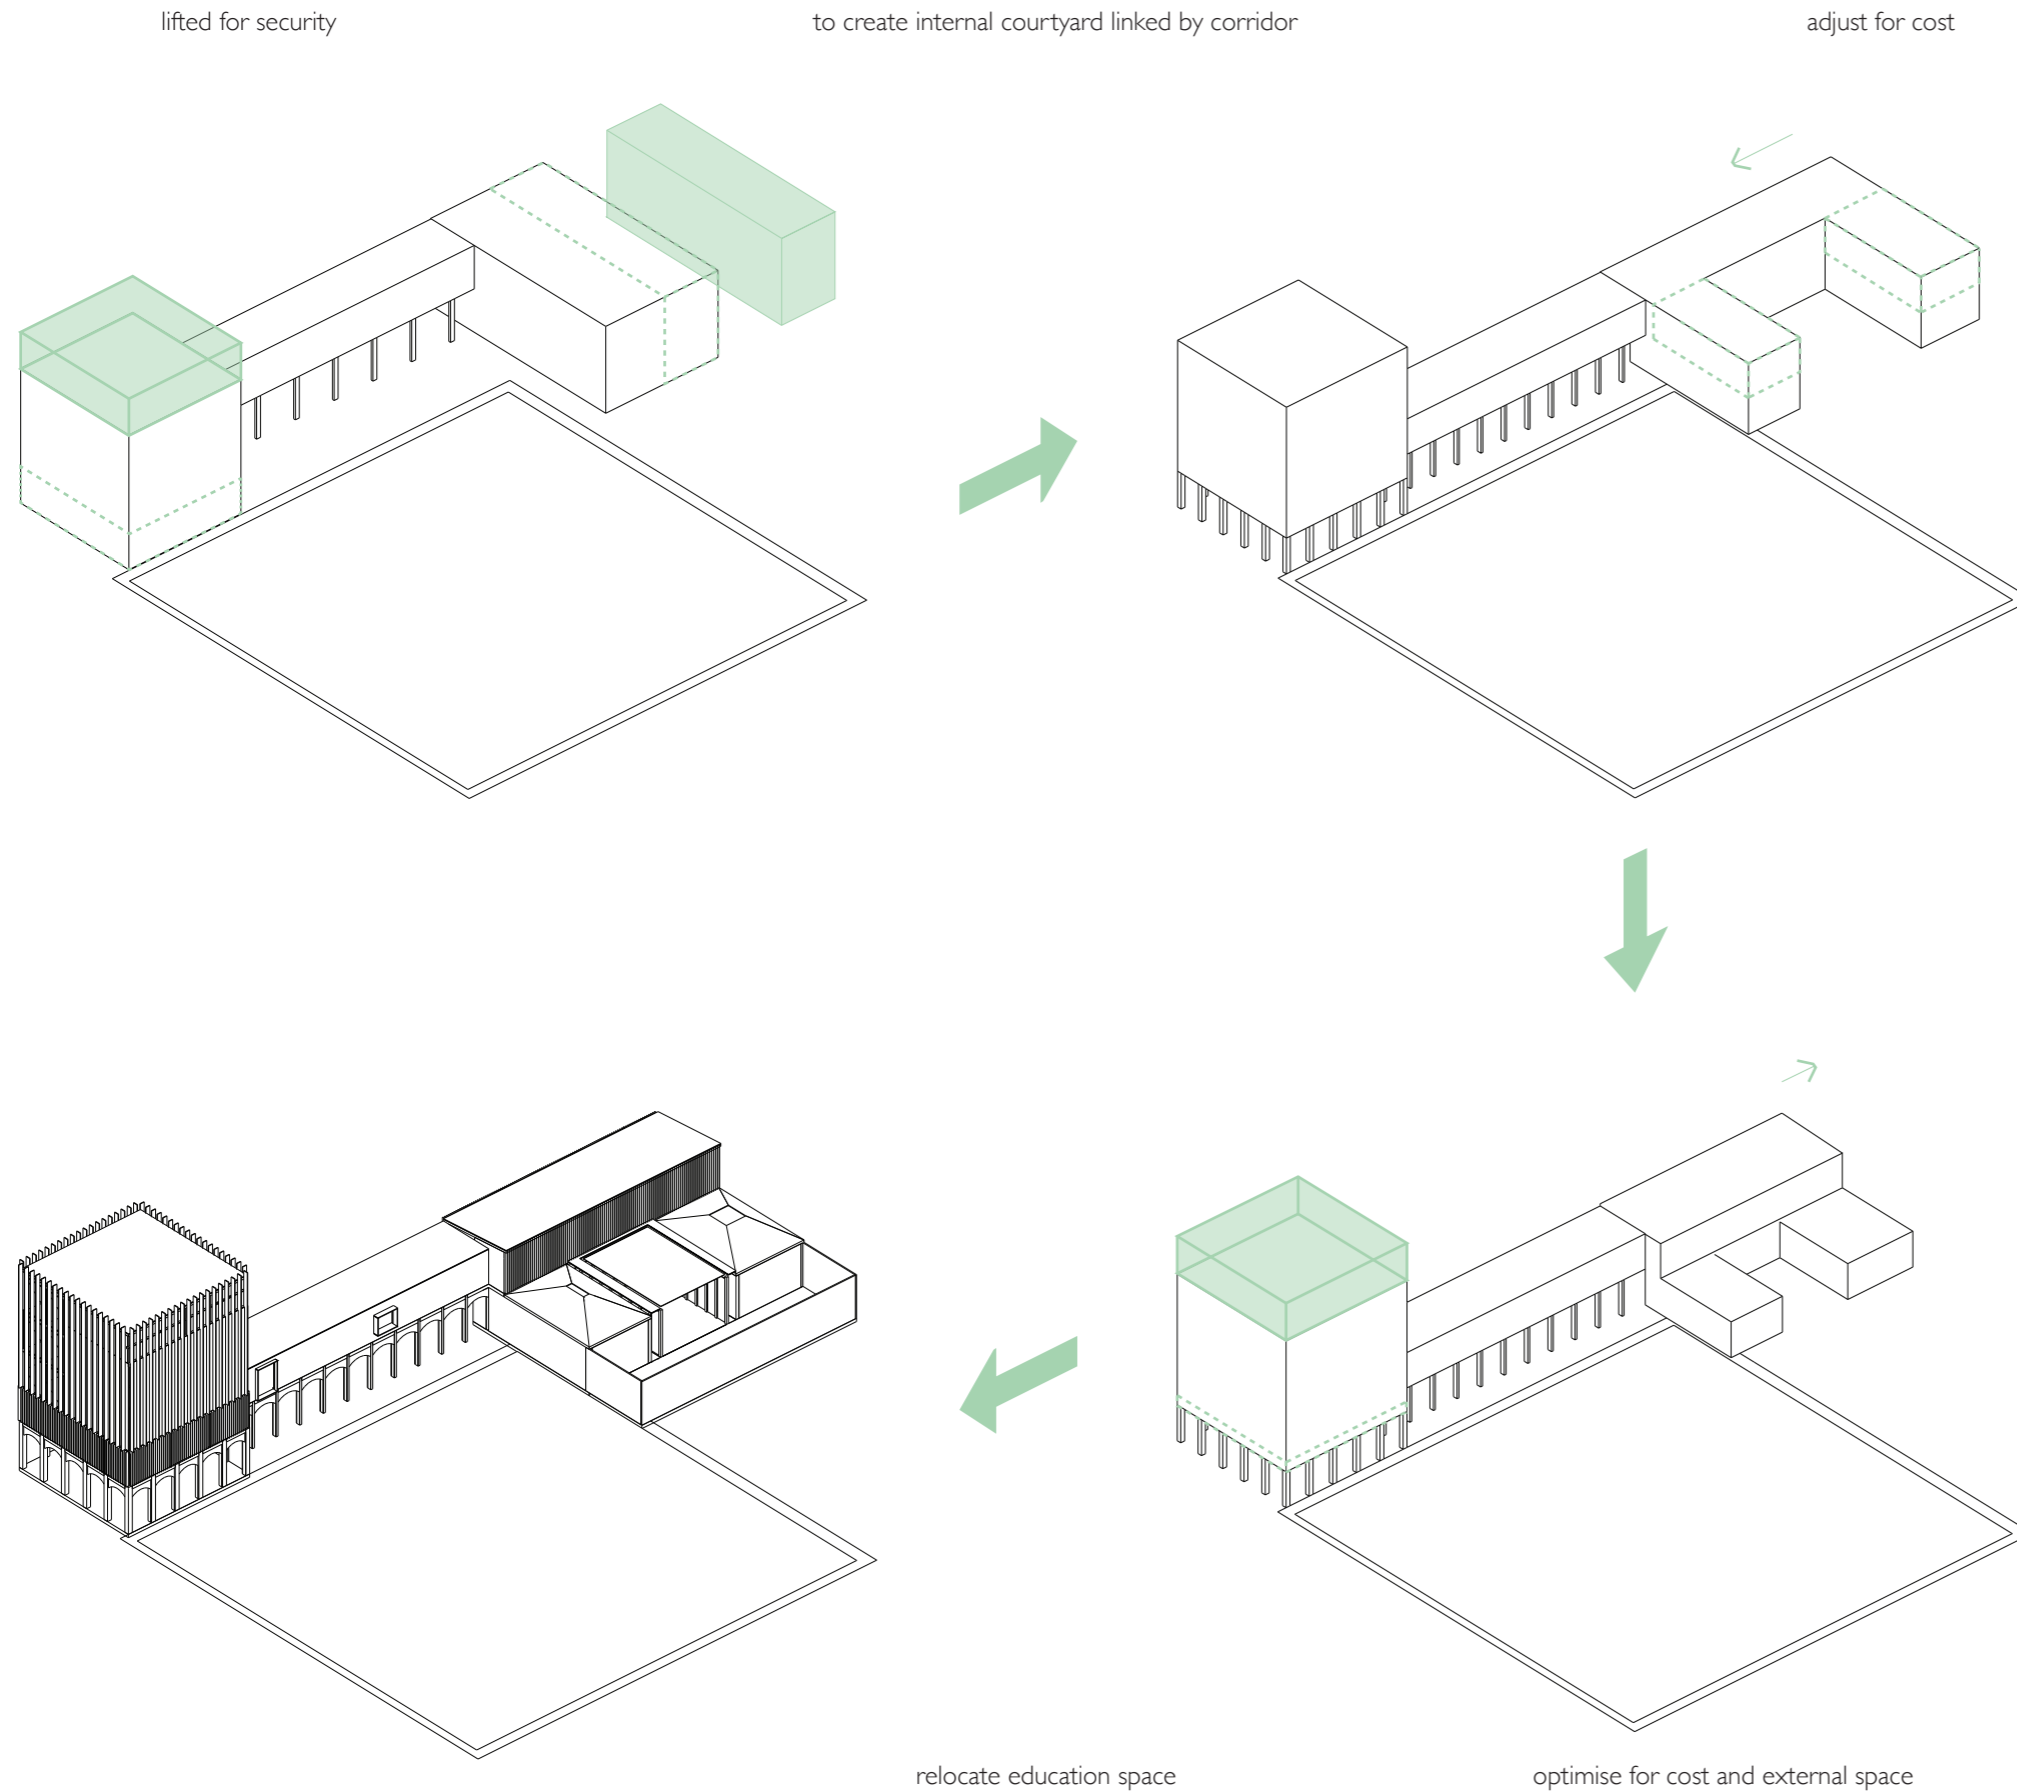 lifted for security
to create internal courtyard linked by corridor
adjust for cost
relocate education space
optimise for cost and external space